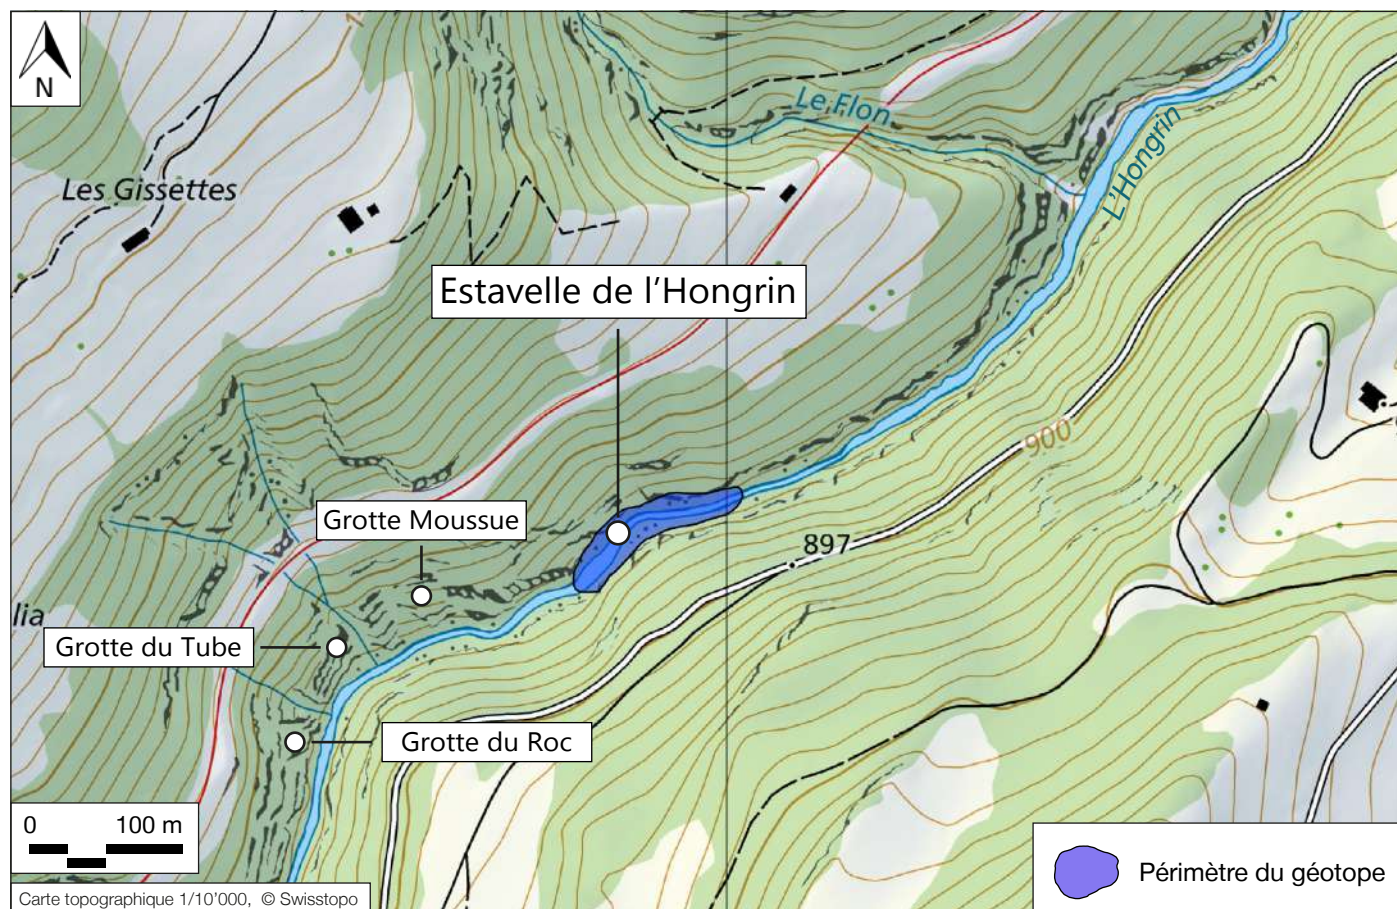 N
Le Flon
L'Hongrin
Les Gissettes
Estavelle de l'Hongrin
900
Grotte Moussue
897
lia
Grotte du Tube
Grotte du Roc
0 100 m
Périmètre du géotope
Carte topographique 1/10'000, © Swisstopo